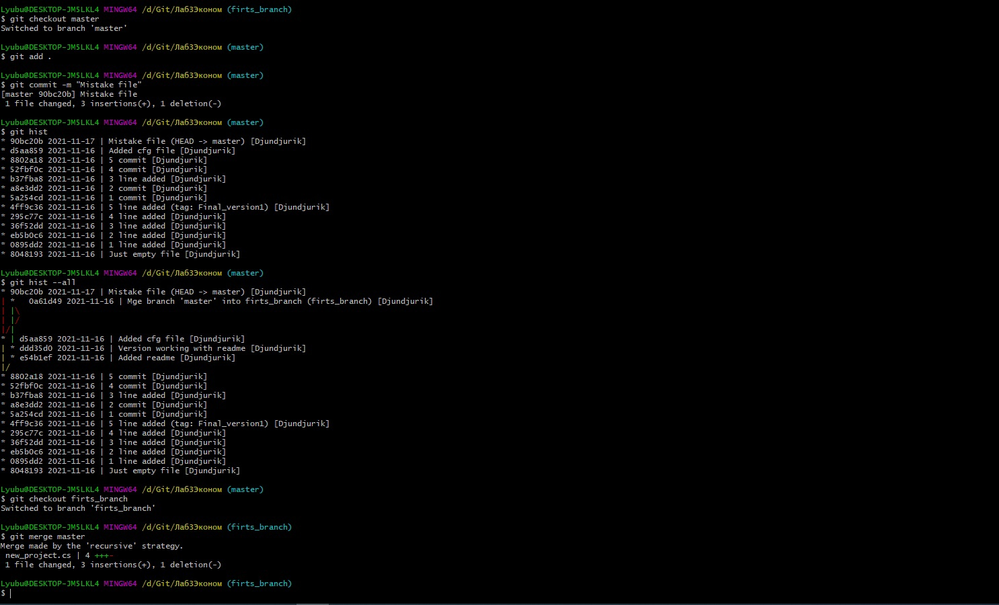 Lyubu@DESKTOP-JM5LKL4 MINGW64 /d/Git/Лаб3Эконом (firts_branch)
$ git checkout master
Switched to branch 'master'
Lyubu@DESKTOP-JM5LKL4 MINGW64 /d/Git/Лаб3Эконом (master)
$ git add .
Lyubu@DESKTOP-JM5LKL4 MINGW64 /d/Git/Лаб3Эконом (master)
$ git commit -m "Mistake file"
[master 90bc20b] Mistake file
 1 file changed, 3 insertions(+), 1 deletion(-)
Lyubu@DESKTOP-JM5LKL4 MINGW64 /d/Git/Лаб3Эконом (master)
$ git hist
* 90bc20b 2021-11-17 | Mistake file (HEAD -> master) [Djundjurik]
* d5aa859 2021-11-16 | Added cfg file [Djundjurik]
* 8802a18 2021-11-16 | 5 commit [Djundjurik]
* 52fbf0c 2021-11-16 | 4 commit [Djundjurik]
* b37fba8 2021-11-16 | 3 line added [Djundjurik]
* a8e3dd2 2021-11-16 | 2 commit [Djundjurik]
* 5a254cd 2021-11-16 | 1 commit [Djundjurik]
* 4ff9c36 2021-11-16 | 5 line added (tag: Final_version1) [Djundjurik]
* 295c77c 2021-11-16 | 4 line added [Djundjurik]
* 36f52dd 2021-11-16 | 3 line added [Djundjurik]
* eb5b0c6 2021-11-16 | 2 line added [Djundjurik]
* 0895dd2 2021-11-16 | 1 line added [Djundjurik]
* 8048193 2021-11-16 | Just empty file [Djundjurik]
Lyubu@DESKTOP-JM5LKL4 MINGW64 /d/Git/Лаб3Эконом (master)
$ git hist --all
* 90bc20b 2021-11-17 | Mistake file (HEAD -> master) [Djundjurik]
| *   0a61d49 2021-11-16 | Mge branch 'master' into firts_branch (firts_branch) [Djundjurik]
| |\
| |/
|/|
* | d5aa859 2021-11-16 | Added cfg file [Djundjurik]
| * ddd35d0 2021-11-16 | Version working with readme [Djundjurik]
| * e54b1ef 2021-11-16 | Added readme [Djundjurik]
|/
* 8802a18 2021-11-16 | 5 commit [Djundjurik]
* 52fbf0c 2021-11-16 | 4 commit [Djundjurik]
* b37fba8 2021-11-16 | 3 line added [Djundjurik]
* a8e3dd2 2021-11-16 | 2 commit [Djundjurik]
* 5a254cd 2021-11-16 | 1 commit [Djundjurik]
* 4ff9c36 2021-11-16 | 5 line added (tag: Final_version1) [Djundjurik]
* 295c77c 2021-11-16 | 4 line added [Djundjurik]
* 36f52dd 2021-11-16 | 3 line added [Djundjurik]
* eb5b0c6 2021-11-16 | 2 line added [Djundjurik]
* 0895dd2 2021-11-16 | 1 line added [Djundjurik]
* 8048193 2021-11-16 | Just empty file [Djundjurik]
Lyubu@DESKTOP-JM5LKL4 MINGW64 /d/Git/Лаб3Эконом (master)
$ git checkout firts_branch
Switched to branch 'firts_branch'
Lyubu@DESKTOP-JM5LKL4 MINGW64 /d/Git/Лаб3Эконом (firts_branch)
$ git merge master
Merge made by the 'recursive' strategy.
 new_project.cs | 4 +++-
 1 file changed, 3 insertions(+), 1 deletion(-)
Lyubu@DESKTOP-JM5LKL4 MINGW64 /d/Git/Лаб3Эконом (firts_branch)
$